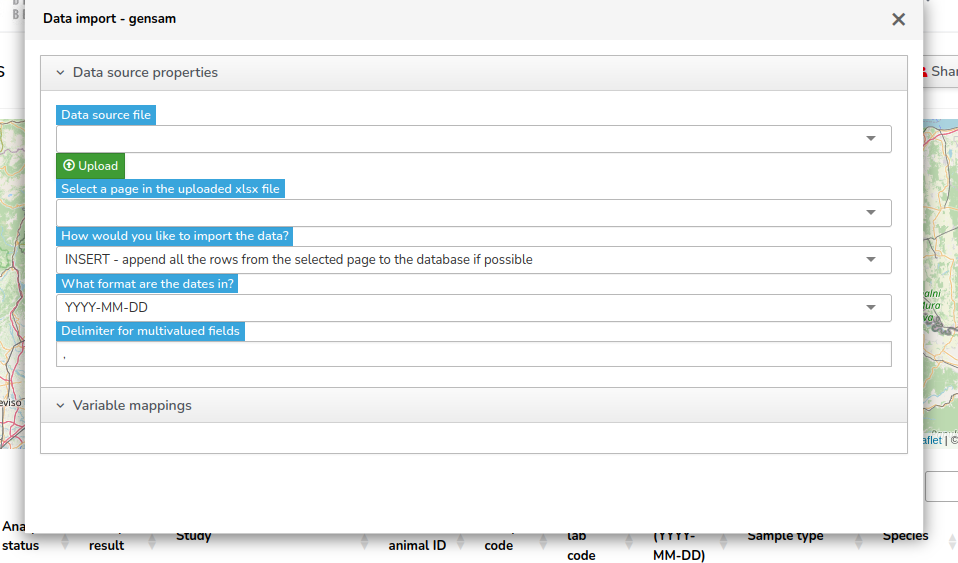 Data import - gensam
Data source properties
Data source file
Upload
Select a page in the uploaded xlsx file
How would you like to import the data?
INSERT - append all the rows from the selected page to the database if possible
What format are the dates in?
YYYY-MM-DD
Delimiter for multivalued fields
,
Variable mappings
Shar
alni
eviso
aflet | ©
Ana
status
result
Study
animal ID
code
lab
code
(YYYY-
MM-DD)
Sample type
Species